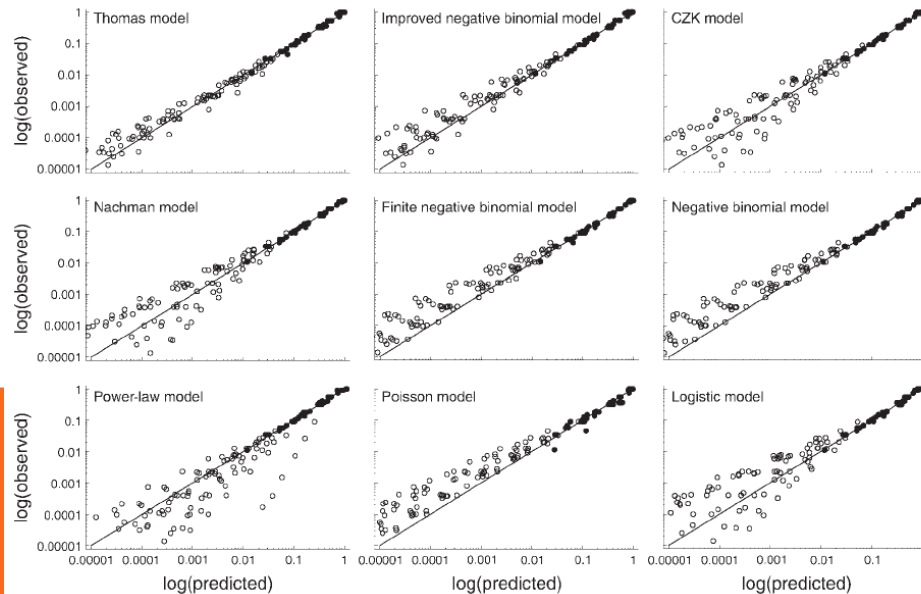 Thomas model
Improved negative binomial model
CZK model
log(observed)
1
0.1
0.01
0.001
0.0001
0.00001
Nachman model
Finite negative binomial model
Negative binomial model
log(observed)
1
0.1
0.01
0.001
0.0001
0.00001
Power-law model
Poisson model
Logistic model
log(observed)
1
0.1
0.01
0.001
0.0001
0.00001
0.00001 0.0001 0.001 0.01 0.1 1 0.00001 0.0001 0.001 0.01 0.1 1 0.00001 0.0001 0.001 0.01 0.1
log(predicted) log(predicted) log(predicted)